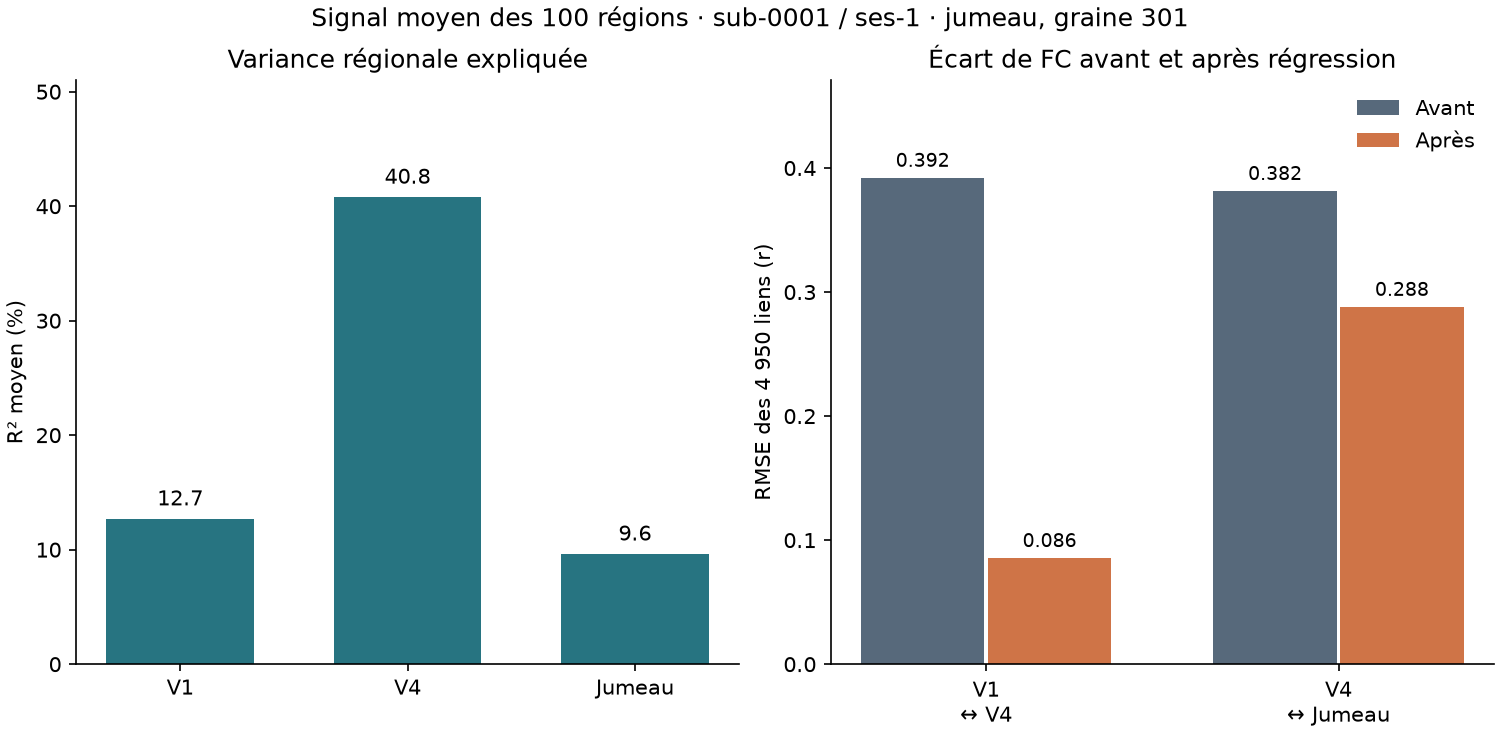 Signal moyen des 100 régions · sub-0001 / ses-1 · jumeau, graine 301
Variance régionale expliquée
R² moyen (%)
50
40
30
20
10
0
12.7
40.8
9.6
V1
V4
Jumeau
Écart de FC avant et après régression
Avant
Après
RMSE des 4 950 liens (r)
0.4
0.3
0.2
0.1
0.0
0.392
0.086
0.382
0.288
V1
↔ V4
V4
↔ Jumeau